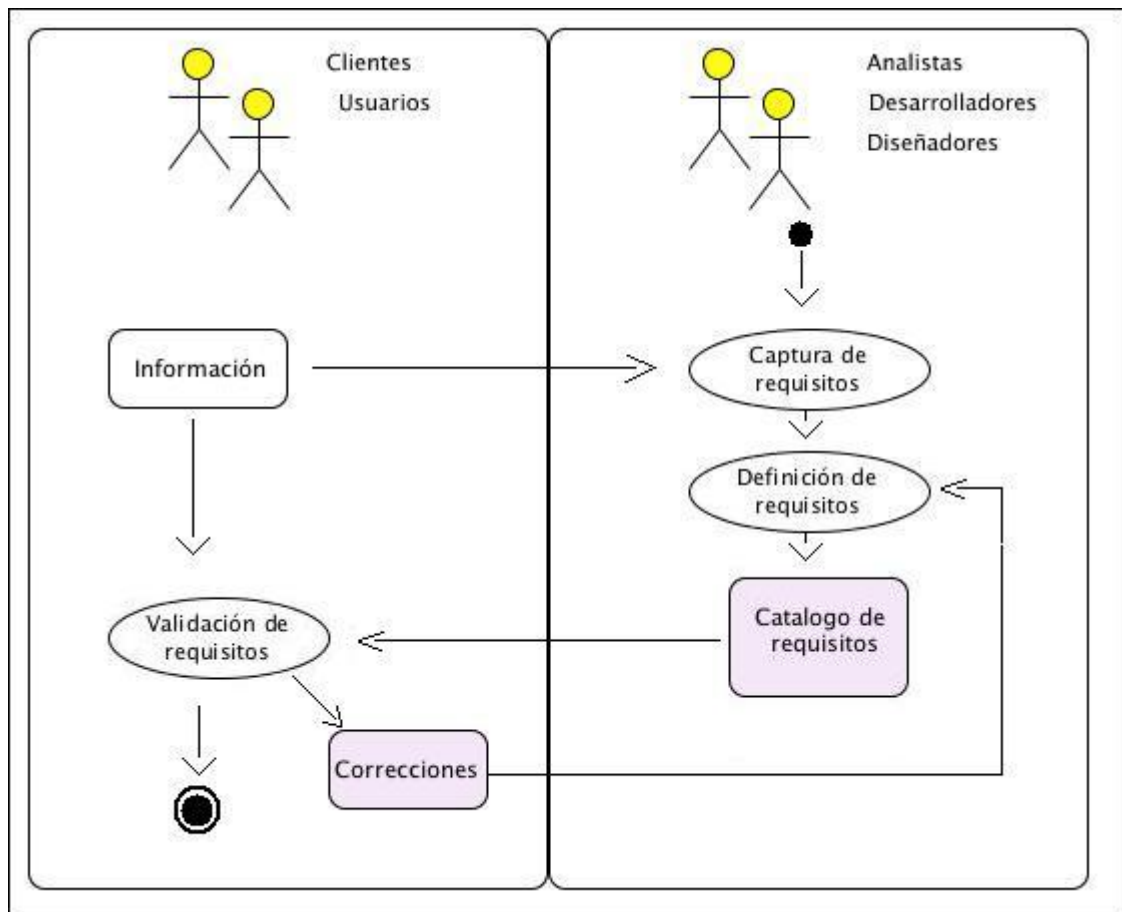 Clientes
Usuarios
Analistas
Desarrolladores
Diseñadores
Información
Captura de
requisitos
Definición de
requisitos
Catalogo de
requisitos
Validación de
requisitos
Correcciones